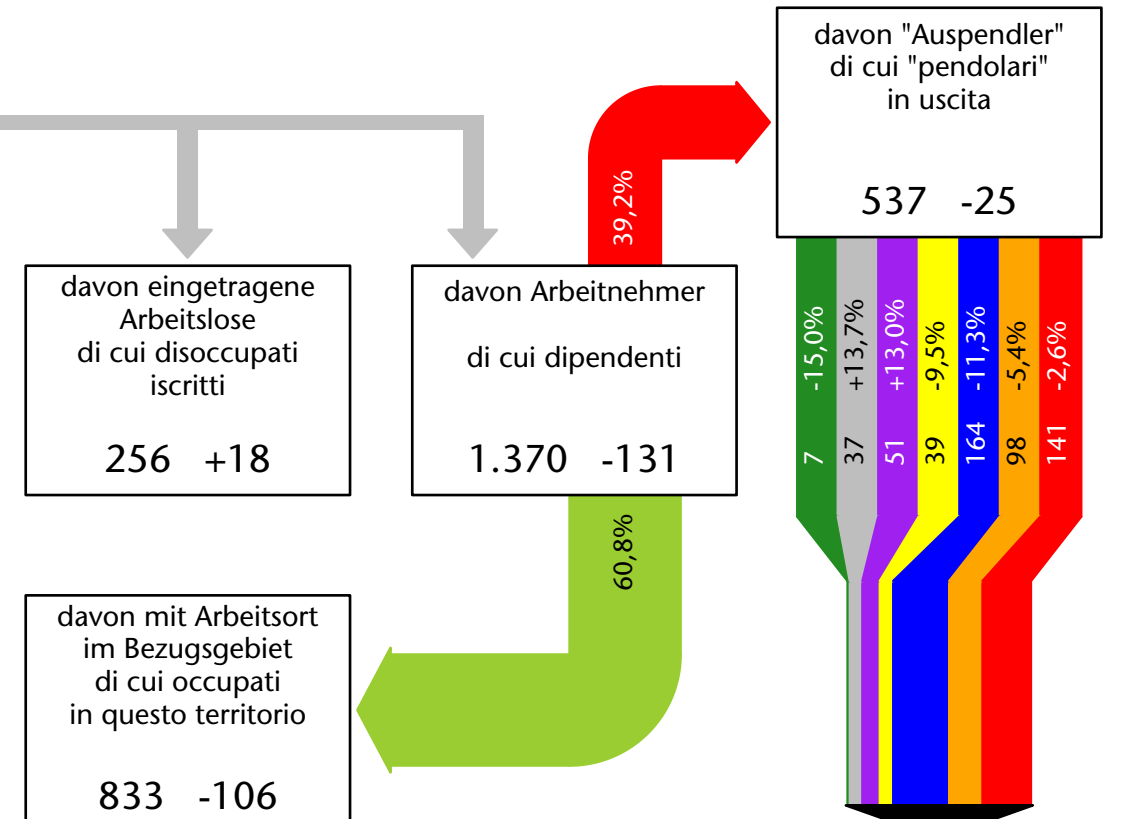 davon "Auspendler"
di cui "pendolari"
in uscita
537 -25
39,2%
davon eingetragene
Arbeitslose
di cui disoccupati
iscritti
256 +18
davon Arbeitnehmer
di cui dipendenti
1.370 -131
7 -15,0%
37 +13,7%
51 +13,0%
39 -9,5%
164 -11,3%
98 -5,4%
141 -2,6%
60,8%
davon mit Arbeitsort
im Bezugsgebiet
di cui occupati
in questo territorio
833 -106